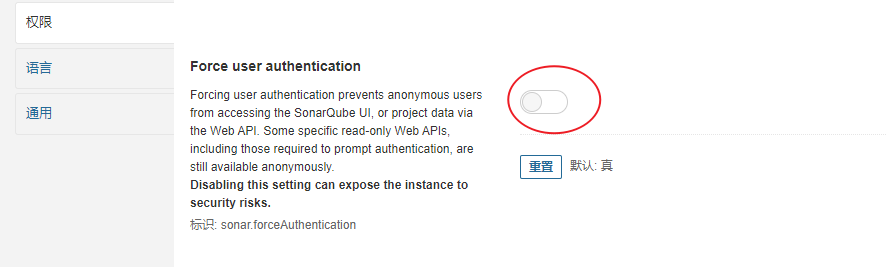 权限
语言
通用
Force user authentication
Forcing user authentication prevents anonymous users
from accessing the SonarQube UI, or project data via
the Web API. Some specific read-only Web APIs,
including those required to prompt authentication, are
still available anonymously.
Disabling this setting can expose the instance to
security risks.
标识: sonar.forceAuthentication
重置 默认: 真